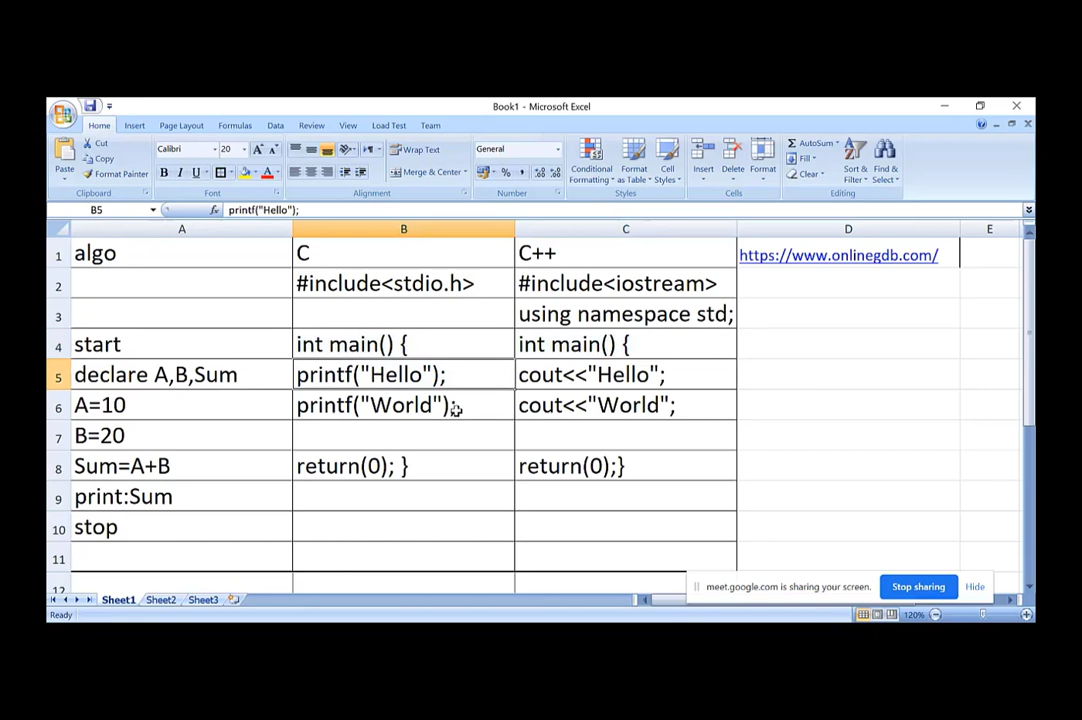 Book1 - Microsoft Excel
Home Insert Page Layout Formulas Data Review View Load Test Team
Cut Calibri 20 Wrap Text General Σ AutoSum
Copy Fill
Paste Format Painter B I U Merge & Center % , Conditional Formatting Format as Table Cell Styles Insert Delete Format Clear Sort & Filter Find & Select
Clipboard Font Alignment Number Styles Cells Editing
B5 fx printf("Hello");
A B C D E
1 algo C C++ https://www.onlinegdb.com/
2 #include<stdio.h> #include<iostream>
3 using namespace std;
4 start int main() { int main() {
5 declare A,B,Sum printf("Hello"); cout<<"Hello";
6 A=10 printf("World"); cout<<"World";
7 B=20
8 Sum=A+B return(0); } return(0);}
9 print:Sum
10 stop
11
12
meet.google.com is sharing your screen. Stop sharing Hide
Sheet1 Sheet2 Sheet3
Ready 120%